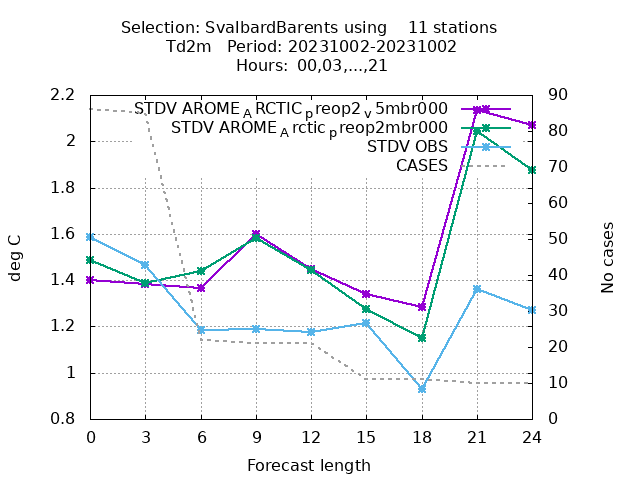 Selection: SvalbardBarents using    11 stations
Td2m   Period: 20231002-20231002
Hours:  00,03,...,21
STDV AROME_ARCTIC_preop2_v5mbr000
STDV AROME_Arctic_preop2mbr000
STDV OBS
CASES
2.2
2
1.8
1.6
1.4
1.2
1
0.8
deg C
90
80
70
60
50
40
30
20
10
0
No cases
0 3 6 9 12 15 18 21 24
Forecast length